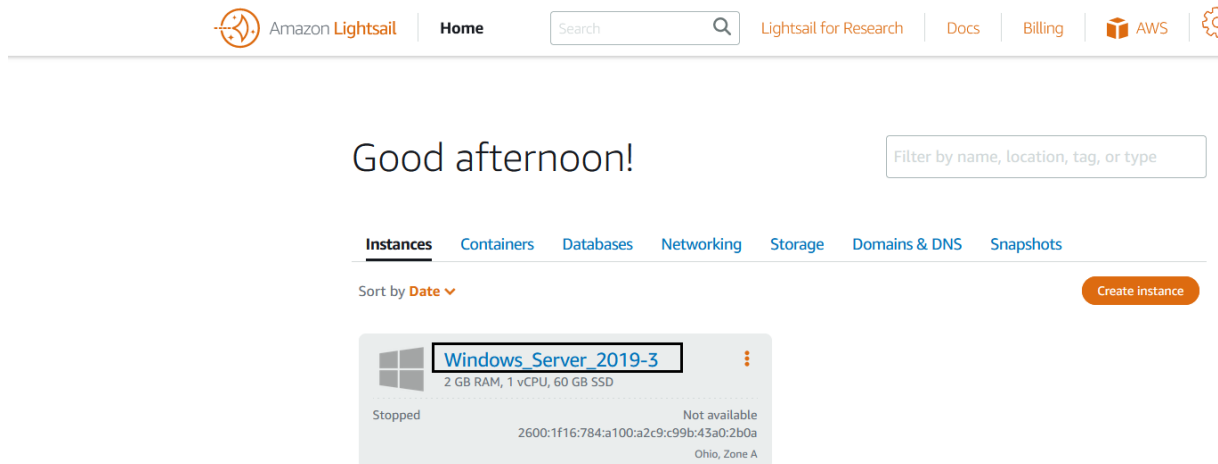 Amazon Lightsail Home Search Lightsail for Research Docs Billing AWS
Good afternoon!
Filter by name, location, tag, or type
Instances Containers Databases Networking Storage Domains & DNS Snapshots
Sort by Date
Create instance
Windows_Server_2019-3
2 GB RAM, 1 vCPU, 60 GB SSD
Stopped Not available
2600:1f16:784:a100:a2c9:c99b:43a0:2b0a
Ohio, Zone A